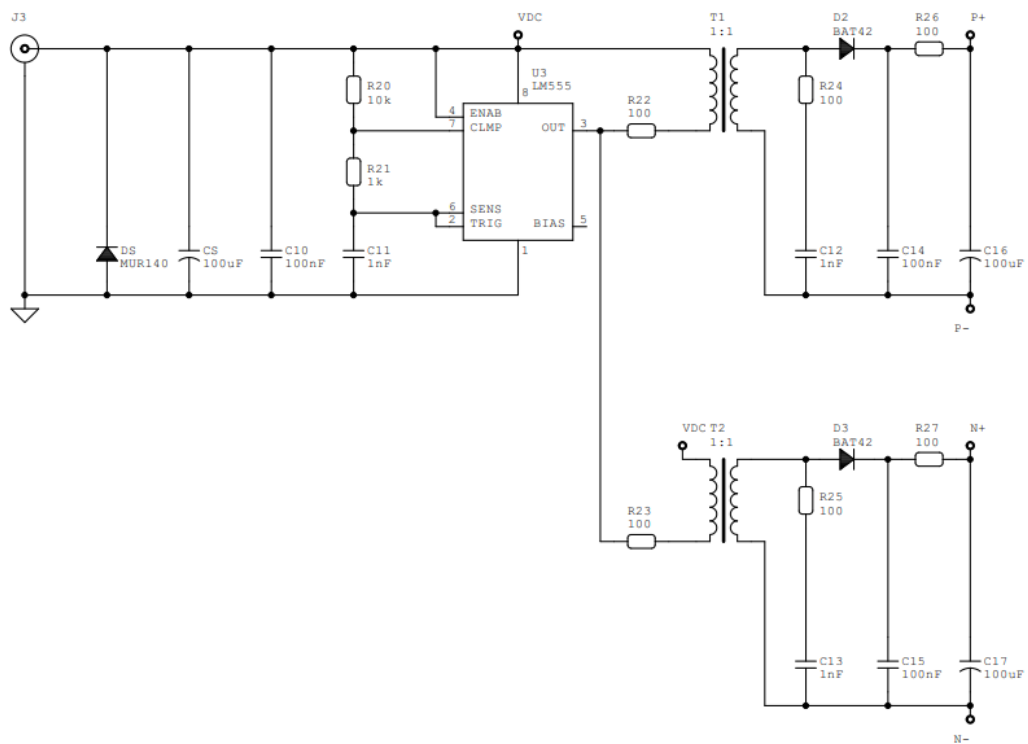 J3
VDC
T1
1:1
D2
BAT42
R26
100
P+
U3
LM555
8
R20
10k
R24
100
R22
100
4
ENAB
7
CLMP
OUT
3
R21
1k
6
SENS
2
TRIG
BIAS
5
1
DS
MUR140
CS
100uF
C10
100nF
C11
1nF
C12
1nF
C14
100nF
C16
100uF
P-
VDC
T2
1:1
D3
BAT42
R27
100
N+
R25
100
R23
100
C13
1nF
C15
100nF
C17
100uF
N-